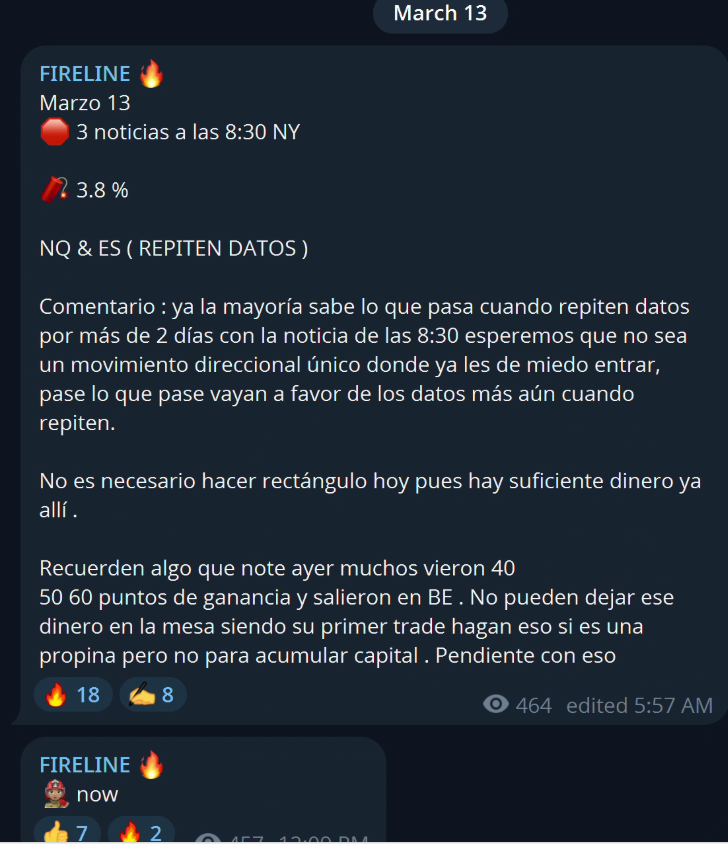 March 13
FIRELINE 🔥
Marzo 13
🛑 3 noticias a las 8:30 NY
🧨 3.8 %
NQ & ES ( REPITEN DATOS )
Comentario : ya la mayoría sabe lo que pasa cuando repiten datos
por más de 2 días con la noticia de las 8:30 esperemos que no sea
un movimiento direccional único donde ya les de miedo entrar,
pase lo que pase vayan a favor de los datos más aún cuando
repiten.
No es necesario hacer rectángulo hoy pues hay suficiente dinero ya
allí .
Recuerden algo que note ayer muchos vieron 40
50 60 puntos de ganancia y salieron en BE . No pueden dejar ese
dinero en la mesa siendo su primer trade hagan eso si es una
propina pero no para acumular capital . Pendiente con eso
🔥 18 ✍️ 8 464 edited 5:57 AM
FIRELINE 🔥
now
👍 7 🔥 2 457 12:09 PM